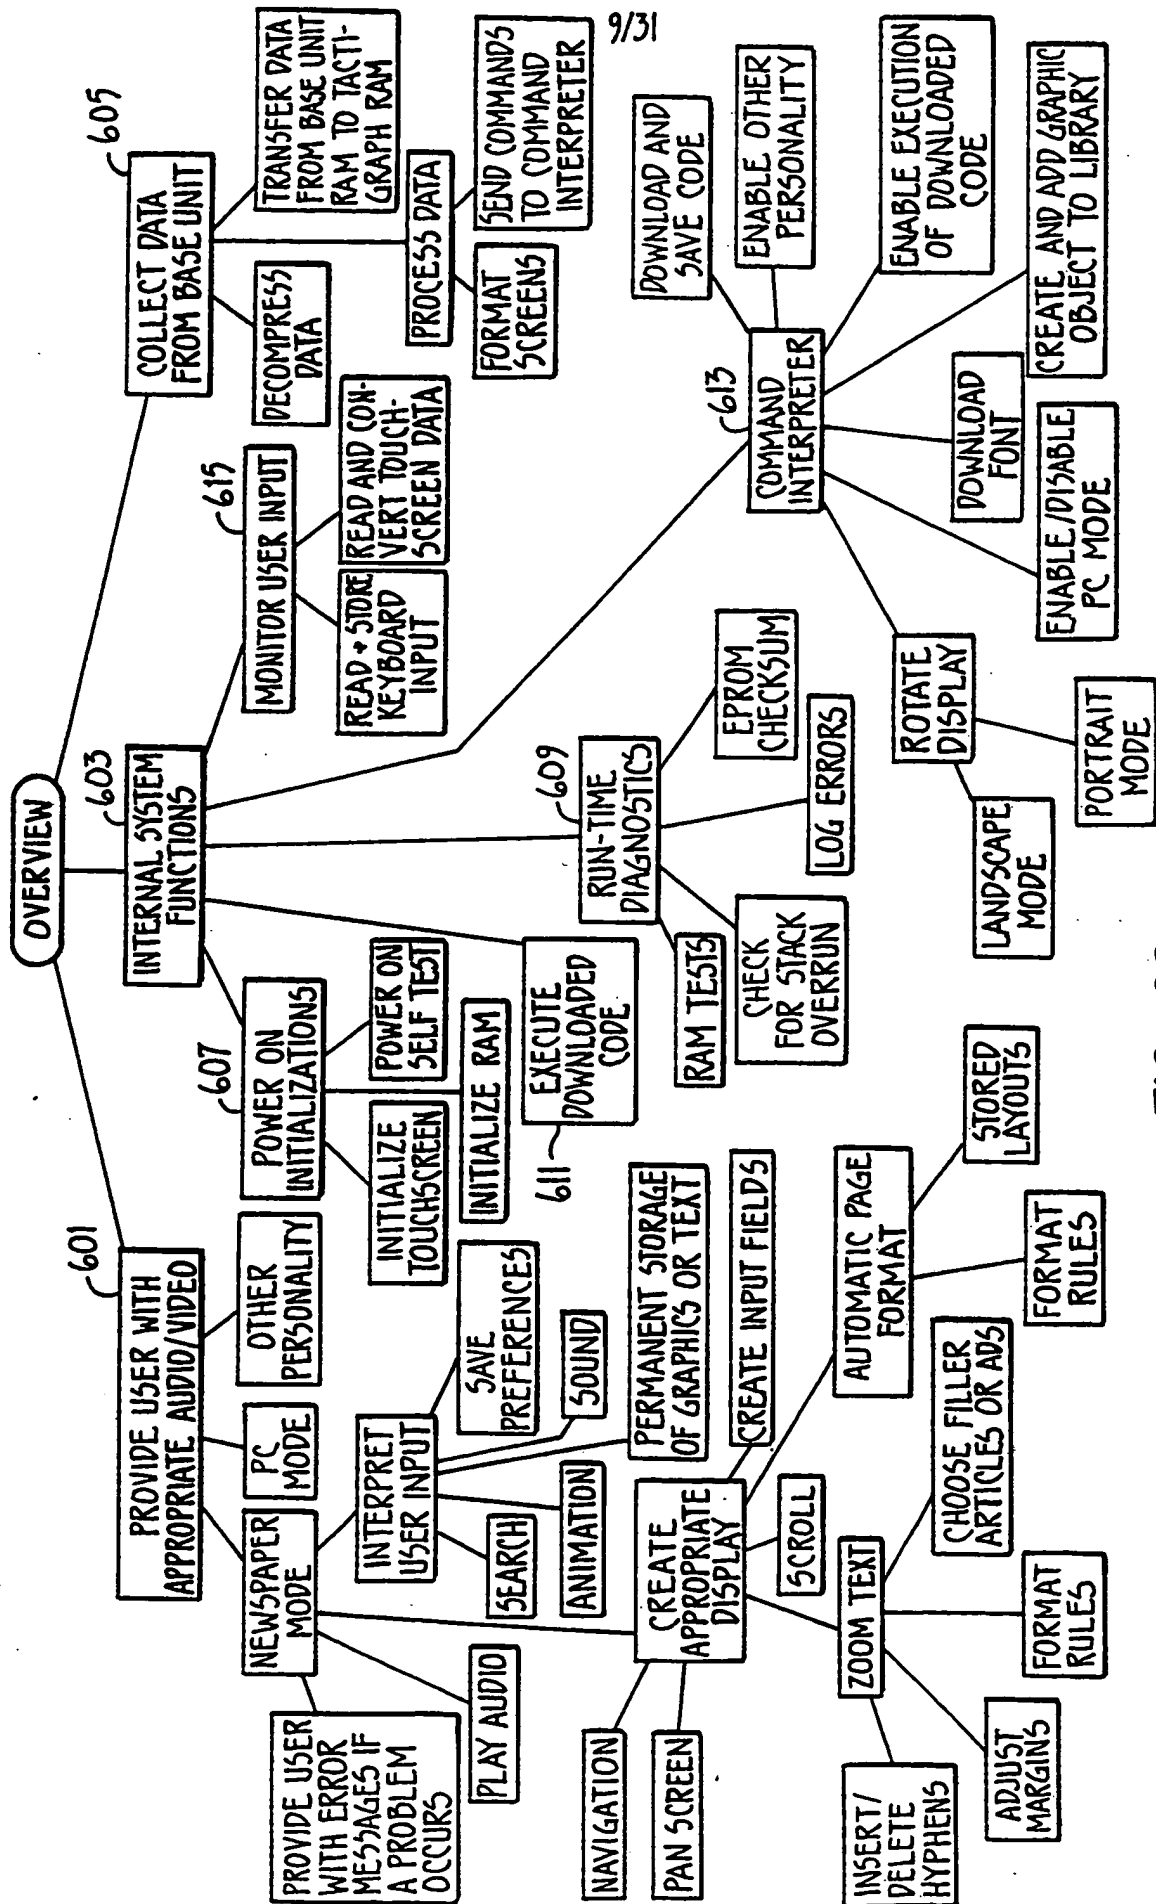 9/31
OVERVIEW
601
PROVIDE USER WITH
APPROPRIATE AUDIO/VIDEO
603
INTERNAL SYSTEM
FUNCTIONS
605
COLLECT DATA
FROM BASE UNIT
NEWSPAPER
MODE
PC
MODE
OTHER
PERSONALITY
607
POWER ON
INITIALIZATIONS
615
MONITOR USER INPUT
DECOMPRESS
DATA
TRANSFER DATA
FROM BASE UNIT
RAM TO TACTI-
GRAPH RAM
PROVIDE USER
WITH ERROR
MESSAGES IF
A PROBLEM
OCCURS
PLAY AUDIO
INTERPRET
USER INPUT
SAVE
PREFERENCES
INITIALIZE
TOUCHSCREEN
POWER ON
SELF TEST
INITIALIZE RAM
READ & STORE
KEYBOARD
INPUT
READ AND CON-
VERT TOUCH-
SCREEN DATA
PROCESS DATA
FORMAT
SCREENS
SEND COMMANDS
TO COMMAND
INTERPRETER
SEARCH
ANIMATION
SOUND
PERMANENT STORAGE
OF GRAPHICS OR TEXT
611
EXECUTE
DOWNLOADED
CODE
609
RUN-TIME
DIAGNOSTICS
RAM TESTS
CHECK
FOR STACK
OVERRUN
LOG ERRORS
EPROM
CHECKSUM
613
COMMAND
INTERPRETER
DOWNLOAD AND
SAVE CODE
ENABLE OTHER
PERSONALITY
ENABLE EXECUTION
OF DOWNLOADED
CODE
CREATE AND ADD GRAPHIC
OBJECT TO LIBRARY
DOWNLOAD
FONT
ENABLE/DISABLE
PC MODE
ROTATE
DISPLAY
LANDSCAPE
MODE
PORTRAIT
MODE
NAVIGATION
PAN SCREEN
CREATE
APPROPRIATE
DISPLAY
CREATE INPUT FIELDS
SCROLL
ZOOM TEXT
AUTOMATIC PAGE
FORMAT
INSERT/
DELETE
HYPHENS
ADJUST
MARGINS
FORMAT
RULES
CHOOSE FILLER
ARTICLES OR ADS
FORMAT
RULES
STORED
LAYOUTS